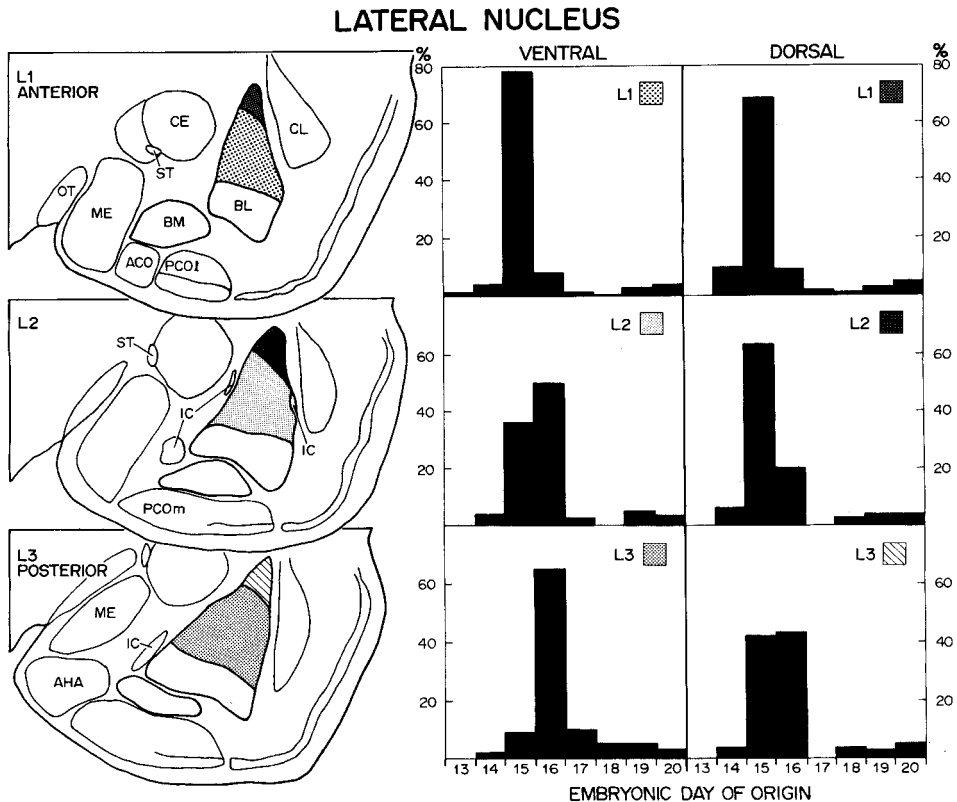 LATERAL NUCLEUS
% VENTRAL DORSAL %
L1 ANTERIOR
CE
ST
CL
OT
ME
BM
BL
ACO
PCOl
80
60
40
20
L1
L1
80
60
40
20
L2
ST
IC
IC
PCOm
60
40
20
L2
L2
60
40
20
L3 POSTERIOR
ME
IC
AHA
60
40
20
L3
L3
60
40
20
13 14 15 16 17 18 19 20 13 14 15 16 17 18 19 20
EMBRYONIC DAY OF ORIGIN